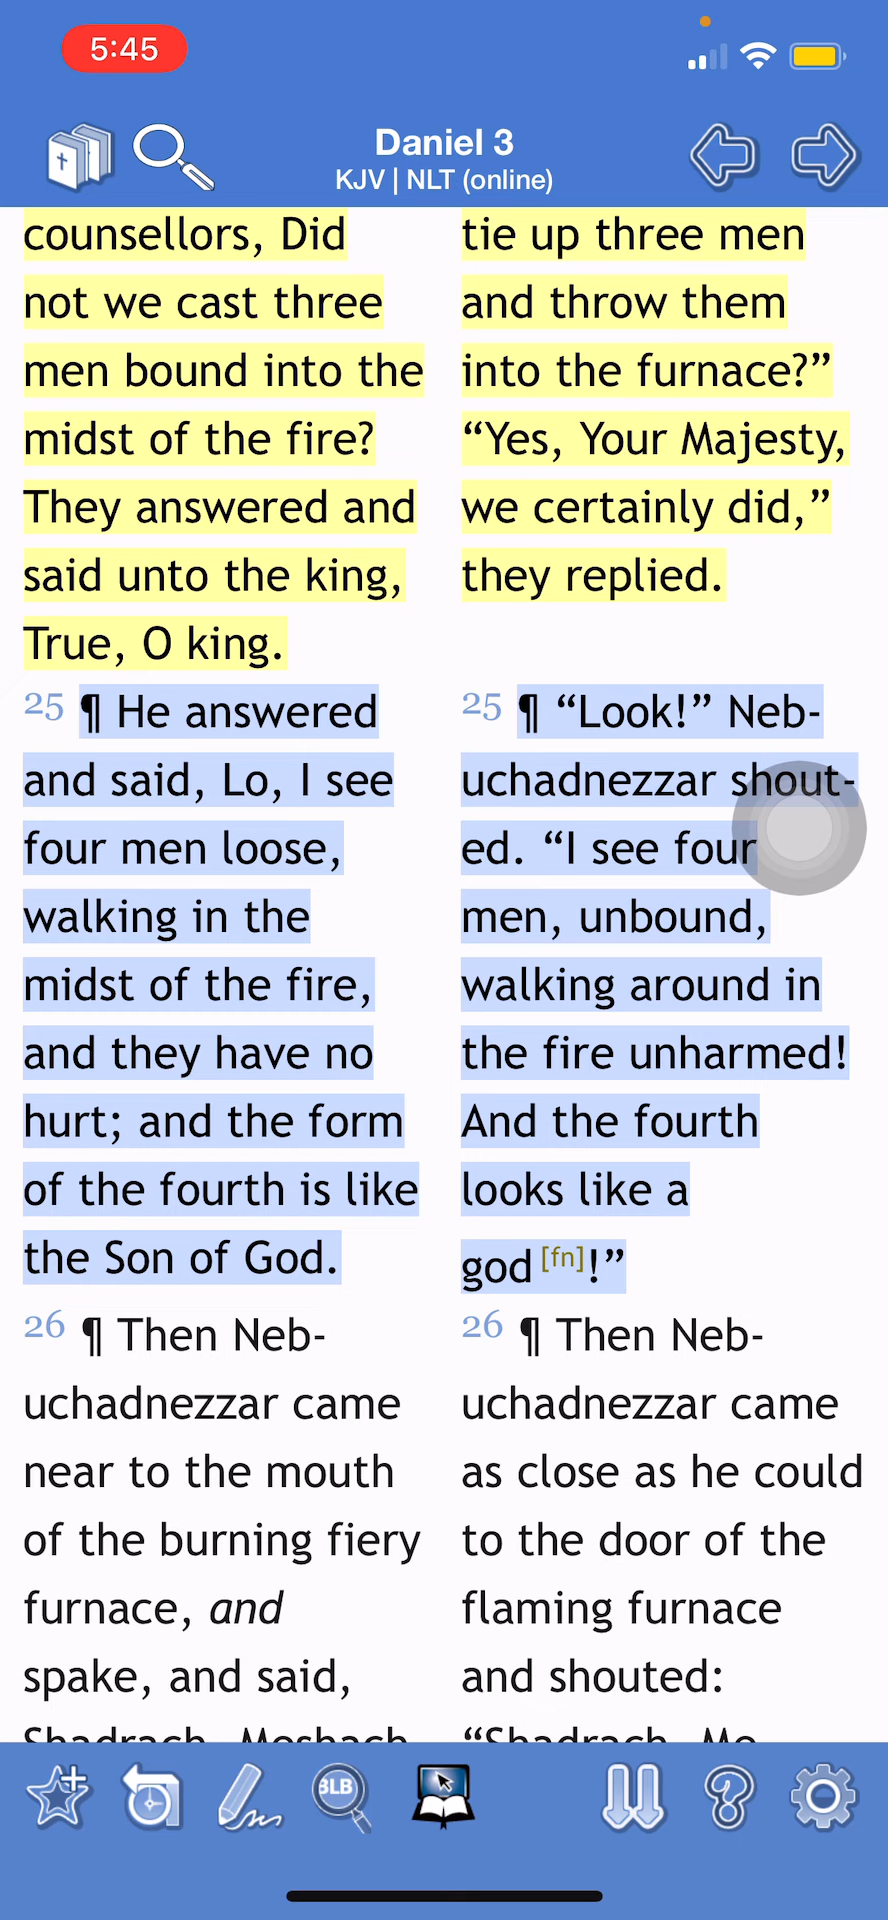 5:45
Daniel 3
KJV | NLT (online)
counsellors, Did
not we cast three
men bound into the
midst of the fire?
They answered and
said unto the king,
True, O king.
25 ¶ He answered
and said, Lo, I see
four men loose,
walking in the
midst of the fire,
and they have no
hurt; and the form
of the fourth is like
the Son of God.
26 ¶ Then Neb-
uchadnezzar came
near to the mouth
of the burning fiery
furnace, and
spake, and said,
Shadrach, Meshach,
tie up three men
and throw them
into the furnace?”
“Yes, Your Majesty,
we certainly did,”
they replied.
25 ¶ “Look!” Neb-
uchadnezzar shout-
ed. “I see four
men, unbound,
walking around in
the fire unharmed!
And the fourth
looks like a
god [fn]!”
26 ¶ Then Neb-
uchadnezzar came
as close as he could
to the door of the
flaming furnace
and shouted:
“Shadrach, Me-
BLB